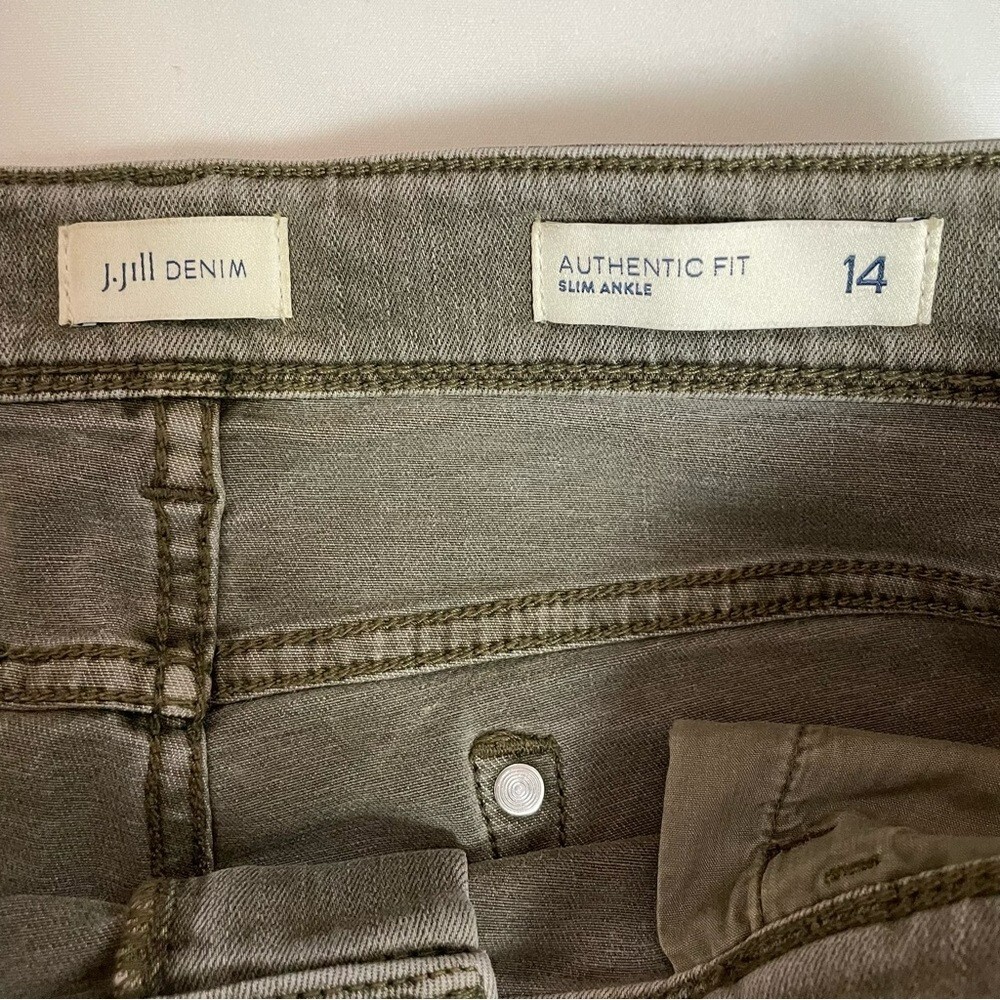 J.Jill DENIM
AUTHENTIC FIT
SLIM ANKLE
14